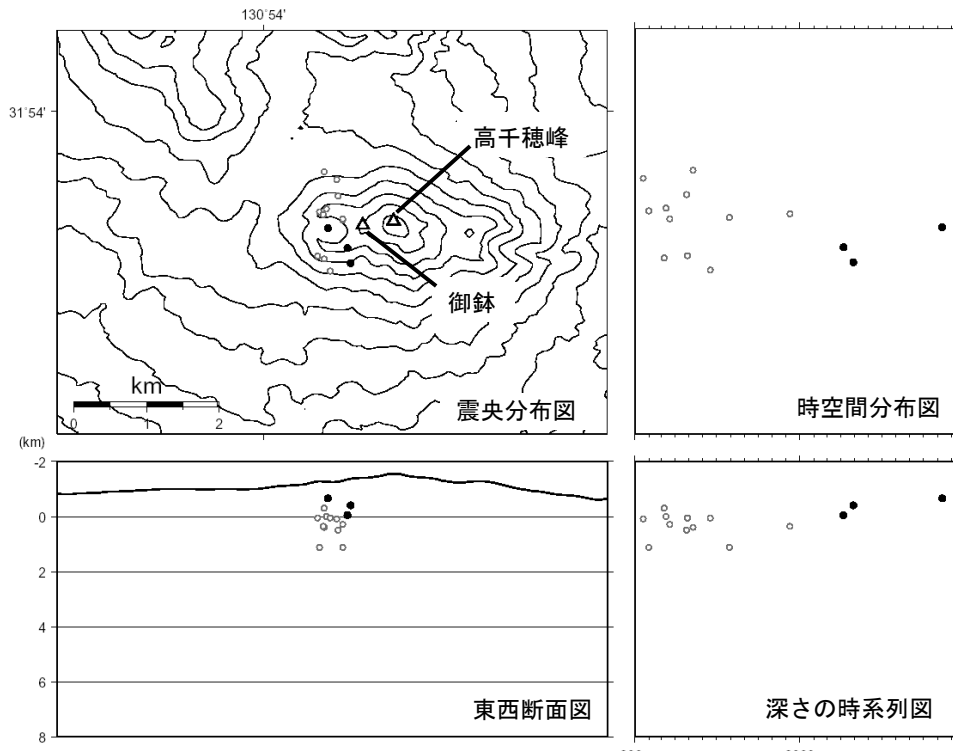 130°54'
31°54'
高千穂峰
御鉢
km
0
1
2
震央分布図
時空間分布図
(km)
-2
0
2
4
6
8
東西断面図
深さの時系列図